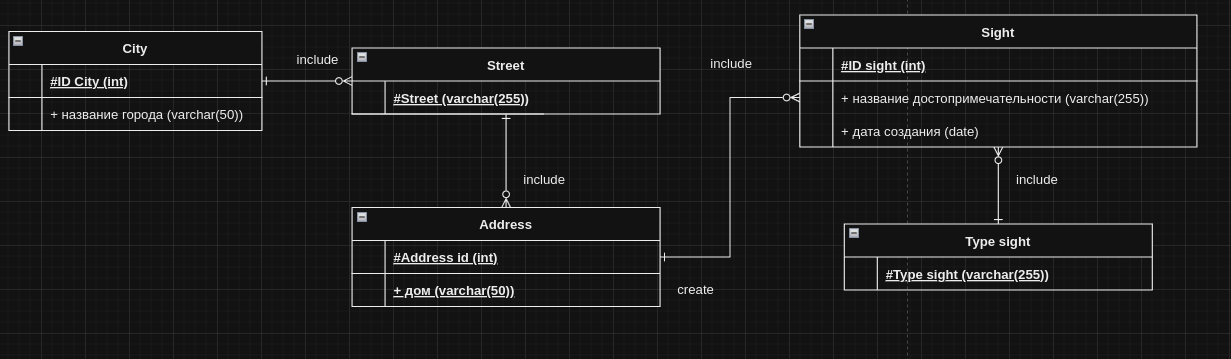 City
#ID City (int)
+ название города (varchar(50))
include
Street
#Street (varchar(255))
include
Address
#Address id (int)
+ дом (varchar(50))
create
include
Sight
#ID sight (int)
+ название достопримечательности (varchar(255))
+ дата создания (date)
include
Type sight
#Type sight (varchar(255))